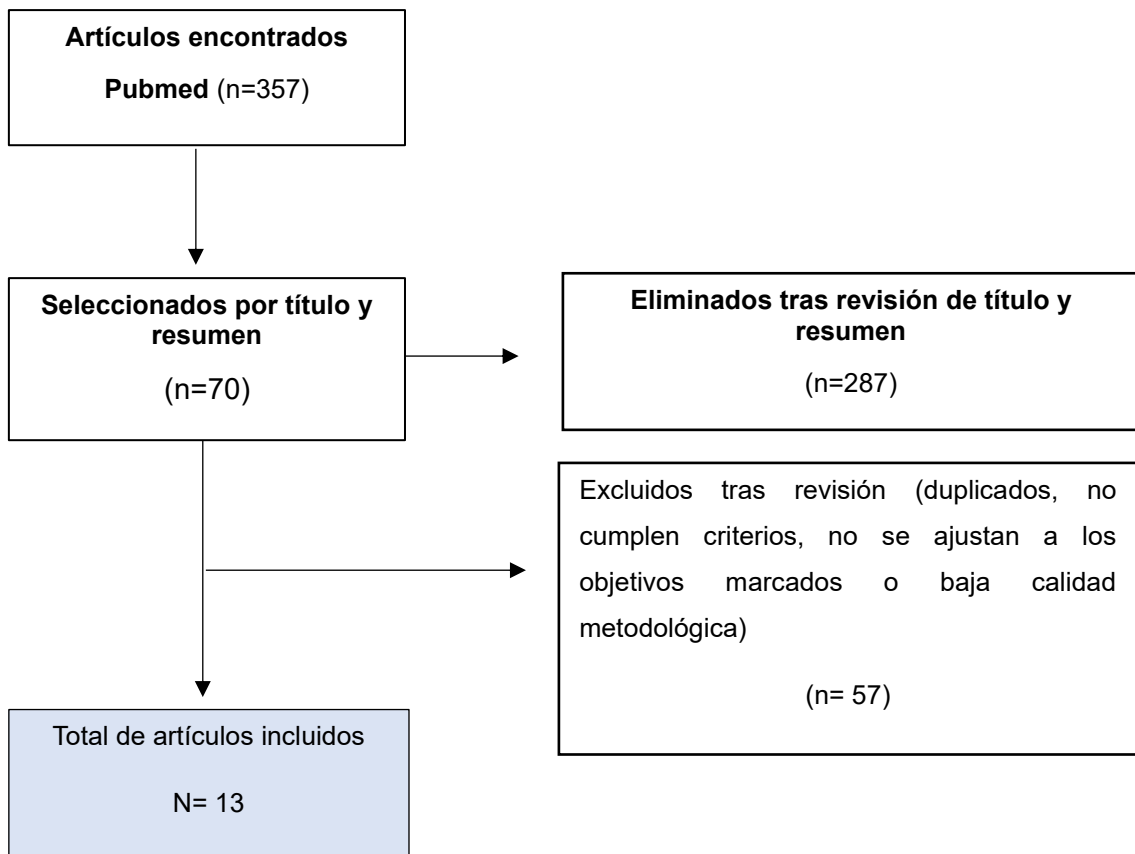 Artículos encontrados
Pubmed (n=357)
Seleccionados por título y
resumen
(n=70)
Eliminados tras revisión de título y
resumen
(n=287)
Excluidos tras revisión (duplicados, no
cumplen criterios, no se ajustan a los
objetivos marcados o baja calidad
metodológica)
(n= 57)
Total de artículos incluidos
N= 13